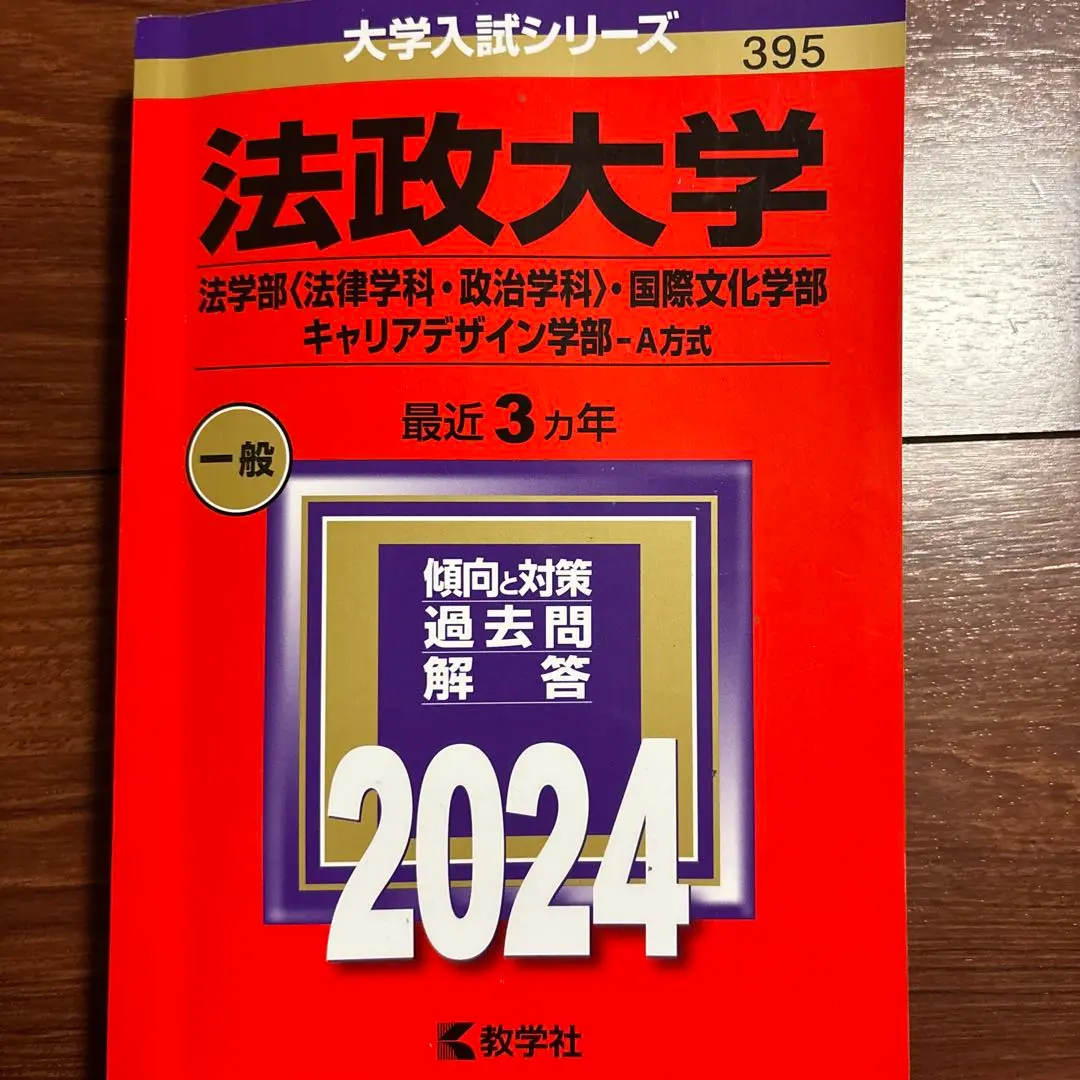 大学入試シリーズ
395
法政大学
法学部〈法律学科・政治学科〉・国際文化学部
キャリアデザイン学部－A方式
最近3カ年
一般
傾向と対策
過去問
解答
2024
教学社